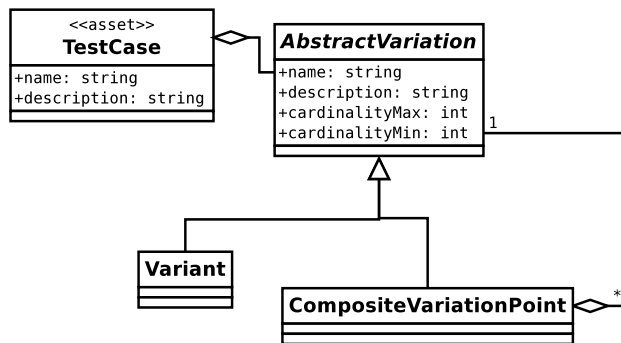 <<asset>>
TestCase
+name: string
+description: string
AbstractVariation
+name: string
+description: string
+cardinalityMax: int
+cardinalityMin: int
1
Variant
CompositeVariationPoint
*